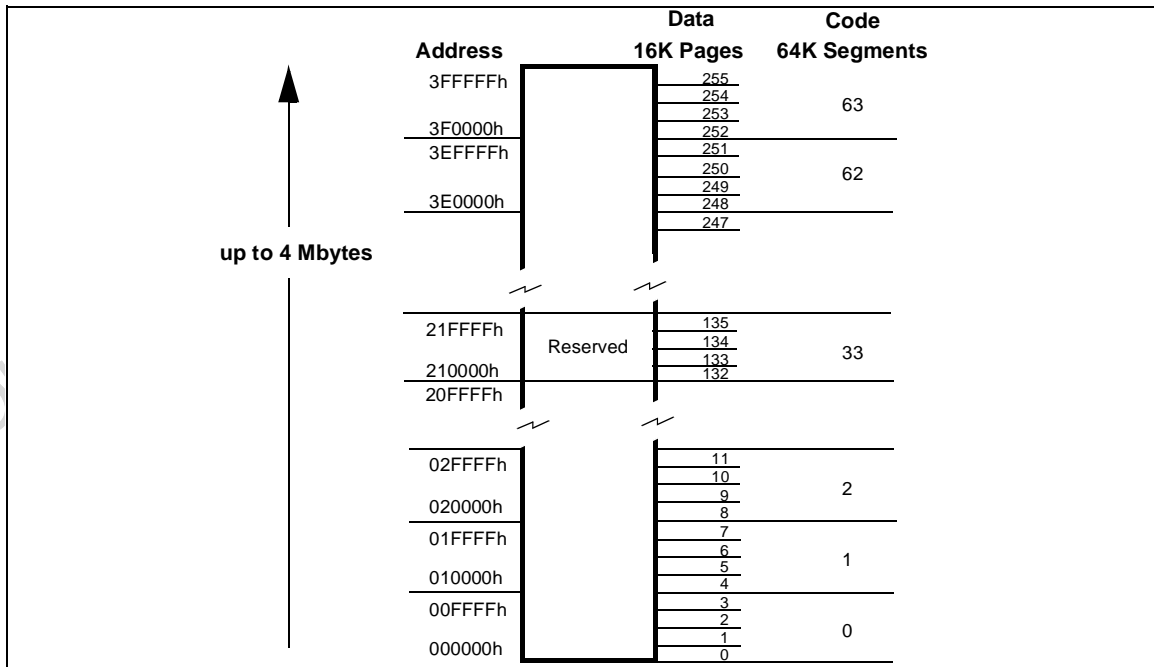 Data Code
Address 16K Pages 64K Segments
3FFFFFh 255
254
63
253
3F0000h 252
3EFFFFh 251
250
62
249
3E0000h 248
247
up to 4 Mbytes
21FFFFh 135
134
Reserved 33
133
210000h 132
20FFFFh
02FFFFh 11
10
2
020000h 9
8
01FFFFh 7
6
1
010000h 5
4
00FFFFh 3
2
0
000000h 1
0